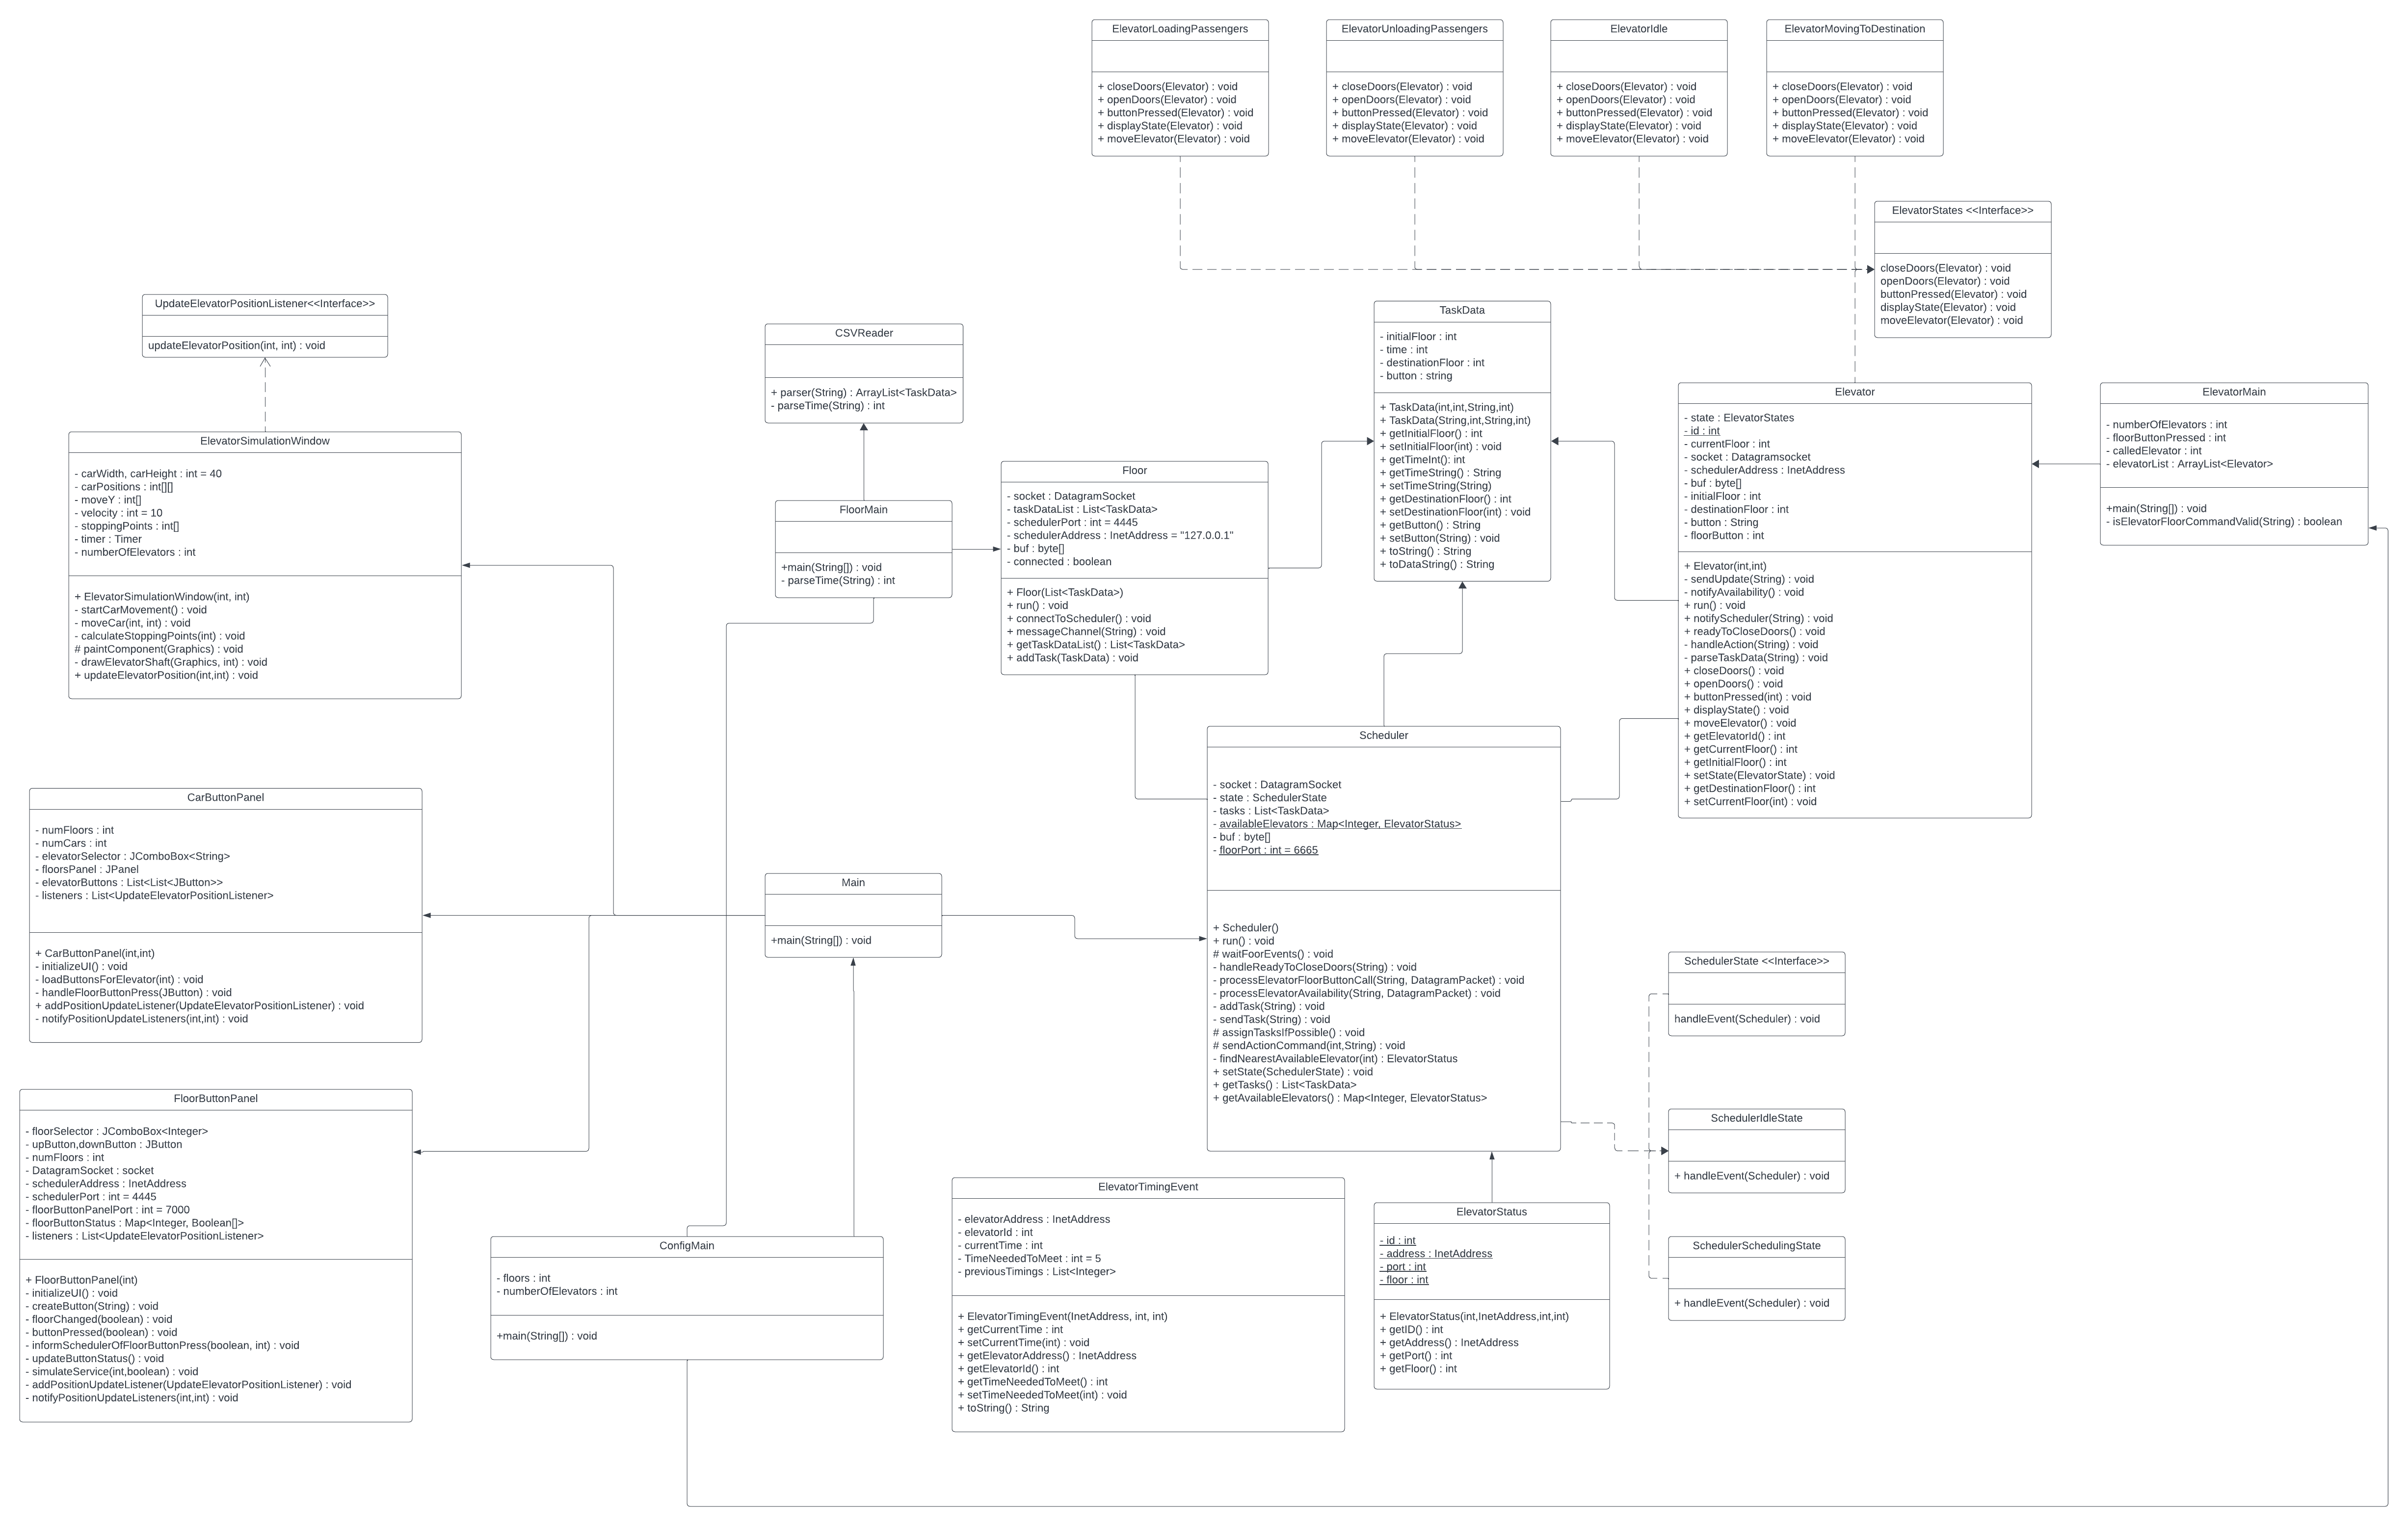 ElevatorLoadingPassengers
+ closeDoors(Elevator) : void
+ openDoors(Elevator) : void
+ buttonPressed(Elevator) : void
+ displayState(Elevator) : void
+ moveElevator(Elevator) : void
ElevatorUnloadingPassengers
+ closeDoors(Elevator) : void
+ openDoors(Elevator) : void
+ buttonPressed(Elevator) : void
+ displayState(Elevator) : void
+ moveElevator(Elevator) : void
ElevatorIdle
+ closeDoors(Elevator) : void
+ openDoors(Elevator) : void
+ buttonPressed(Elevator) : void
+ displayState(Elevator) : void
+ moveElevator(Elevator) : void
ElevatorMovingToDestination
+ closeDoors(Elevator) : void
+ openDoors(Elevator) : void
+ buttonPressed(Elevator) : void
+ displayState(Elevator) : void
+ moveElevator(Elevator) : void
ElevatorStates <<Interface>>
closeDoors(Elevator) : void
openDoors(Elevator) : void
buttonPressed(Elevator) : void
displayState(Elevator) : void
moveElevator(Elevator) : void
UpdateElevatorPositionListener<<Interface>>
updateElevatorPosition(int, int) : void
CSVReader
+ parser(String) : ArrayList<TaskData>
- parseTime(String) : int
TaskData
- initialFloor : int
- time : int
- destinationFloor : int
- button : string
+ TaskData(int,int,String,int)
+ TaskData(String,int,String,int)
+ getInitialFloor() : int
+ setInitialFloor(int) : void
+ getTimeInt(): int
+ getTimeString() : String
+ setTimeString(String)
+ getDestinationFloor() : int
+ setDestinationFloor(int) : void
+ getButton() : String
+ setButton(String) : void
+ toString() : String
+ toDataString() : String
Elevator
- state : ElevatorStates
- id : int
- currentFloor : int
- socket : Datagramsocket
- schedulerAddress : InetAddress
- buf : byte[]
- initialFloor : int
- destinationFloor : int
- button : String
- floorButton : int
+ Elevator(int,int)
- sendUpdate(String) : void
- notifyAvailability() : void
+ run() : void
+ notifyScheduler(String) : void
+ readyToCloseDoors() : void
- handleAction(String) : void
- parseTaskData(String) : void
+ closeDoors() : void
+ openDoors() : void
+ buttonPressed(int) : void
+ displayState() : void
+ moveElevator() : void
+ getElevatorId() : int
+ getCurrentFloor() : int
+ getInitialFloor() : int
+ setState(ElevatorState) : void
+ getDestinationFloor() : int
+ setCurrentFloor(int) : void
ElevatorMain
- numberOfElevators : int
- floorButtonPressed : int
- calledElevator : int
- elevatorList : ArrayList<Elevator>
+main(String[]) : void
- isElevatorFloorCommandValid(String) : boolean
ElevatorSimulationWindow
- carWidth, carHeight : int = 40
- carPositions : int[][]
- moveY : int[]
- velocity : int = 10
- stoppingPoints : int[]
- timer : Timer
- numberOfElevators : int
+ ElevatorSimulationWindow(int, int)
- startCarMovement() : void
- moveCar(int, int) : void
- calculateStoppingPoints(int) : void
# paintComponent(Graphics) : void
- drawElevatorShaft(Graphics, int) : void
+ updateElevatorPosition(int,int) : void
FloorMain
+main(String[]) : void
- parseTime(String) : int
Floor
- socket : DatagramSocket
- taskDataList : List<TaskData>
- schedulerPort : int = 4445
- schedulerAddress : InetAddress = "127.0.0.1"
- buf : byte[]
- connected : boolean
+ Floor(List<TaskData>)
+ run() : void
+ connectToScheduler() : void
+ messageChannel(String) : void
+ getTaskDataList() : List<TaskData>
+ addTask(TaskData) : void
Scheduler
- socket : DatagramSocket
- state : SchedulerState
- tasks : List<TaskData>
- availableElevators : Map<Integer, ElevatorStatus>
- buf : byte[]
- floorPort : int = 6665
+ Scheduler()
+ run() : void
# waitFoorEvents() : void
- handleReadyToCloseDoors(String) : void
- processElevatorFloorButtonCall(String, DatagramPacket) : void
- processElevatorAvailability(String, DatagramPacket) : void
- addTask(String) : void
- sendTask(String) : void
# assignTasksIfPossible() : void
# sendActionCommand(int,String) : void
- findNearestAvailableElevator(int) : ElevatorStatus
+ setState(SchedulerState) : void
+ getTasks() : List<TaskData>
+ getAvailableElevators() : Map<Integer, ElevatorStatus>
CarButtonPanel
- numFloors : int
- numCars : int
- elevatorSelector : JComboBox<String>
- floorsPanel : JPanel
- elevatorButtons : List<List<JButton>>
- listeners : List<UpdateElevatorPositionListener>
+ CarButtonPanel(int,int)
- initializeUI() : void
- loadButtonsForElevator(int) : void
- handleFloorButtonPress(JButton) : void
+ addPositionUpdateListener(UpdateElevatorPositionListener) : void
- notifyPositionUpdateListeners(int,int) : void
Main
+main(String[]) : void
SchedulerState <<Interface>>
handleEvent(Scheduler) : void
SchedulerIdleState
+ handleEvent(Scheduler) : void
SchedulerSchedulingState
+ handleEvent(Scheduler) : void
FloorButtonPanel
- floorSelector : JComboBox<Integer>
- upButton,downButton : JButton
- numFloors : int
- DatagramSocket : socket
- schedulerAddress : InetAddress
- schedulerPort : int = 4445
- floorButtonPanelPort : int = 7000
- floorButtonStatus : Map<Integer, Boolean[]>
- listeners : List<UpdateElevatorPositionListener>
+ FloorButtonPanel(int)
- initializeUI() : void
- createButton(String) : void
- floorChanged(boolean) : void
- buttonPressed(boolean) : void
- informSchedulerOfFloorButtonPress(boolean, int) : void
- updateButtonStatus() : void
- simulateService(int,boolean) : void
- addPositionUpdateListener(UpdateElevatorPositionListener) : void
- notifyPositionUpdateListeners(int,int) : void
ConfigMain
- floors : int
- numberOfElevators : int
+main(String[]) : void
ElevatorTimingEvent
- elevatorAddress : InetAddress
- elevatorId : int
- currentTime : int
- TimeNeededToMeet : int = 5
- previousTimings : List<Integer>
+ ElevatorTimingEvent(InetAddress, int, int)
+ getCurrentTime : int
+ setCurrentTime(int) : void
+ getElevatorAddress() : InetAddress
+ getElevatorId() : int
+ getTimeNeededToMeet() : int
+ setTimeNeededToMeet(int) : void
+ toString() : String
ElevatorStatus
- id : int
- address : InetAddress
- port : int
- floor : int
+ ElevatorStatus(int,InetAddress,int,int)
+ getID() : int
+ getAddress() : InetAddress
+ getPort() : int
+ getFloor() : int